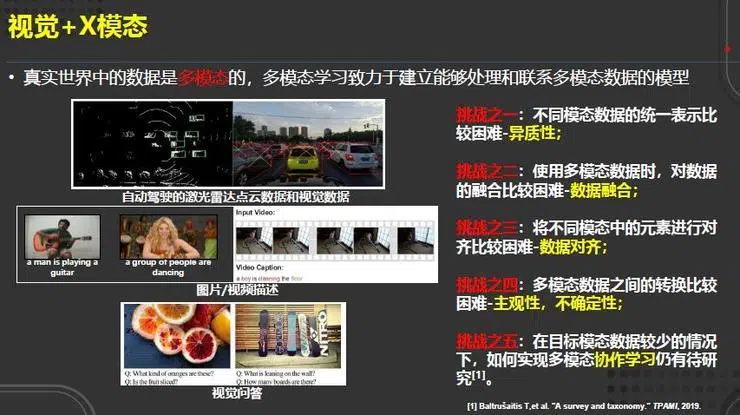 视觉+X模态
• 真实世界中的数据是多模态的，多模态学习致力于建立能够处理和联系多模态数据的模型
自动驾驶的激光雷达点云数据和视觉数据
a man is playing a
guitar
a group of people are
dancing
Input Video:
Video Caption:
a boy is cleaning the floor
图片/视频描述
Q: What kind of oranges are these?
Q: Is the fruit sliced?
Q: What is leaning on the wall?
Q: How many boards are there?
视觉问答
挑战之一：不同模态数据的统一表示比
较困难-异质性；
挑战之二：使用多模态数据时，对数据
的融合比较困难-数据融合；
挑战之三：将不同模态中的元素进行对
齐比较困难-数据对齐；
挑战之四：多模态数据之间的转换比较
困难-主观性，不确定性；
挑战之五：在目标模态数据较少的情况
下，如何实现多模态协作学习仍有待研
究[1]。
[1] Baltrušaitis T,et al. "A survey and taxonomy." TPAMI, 2019.